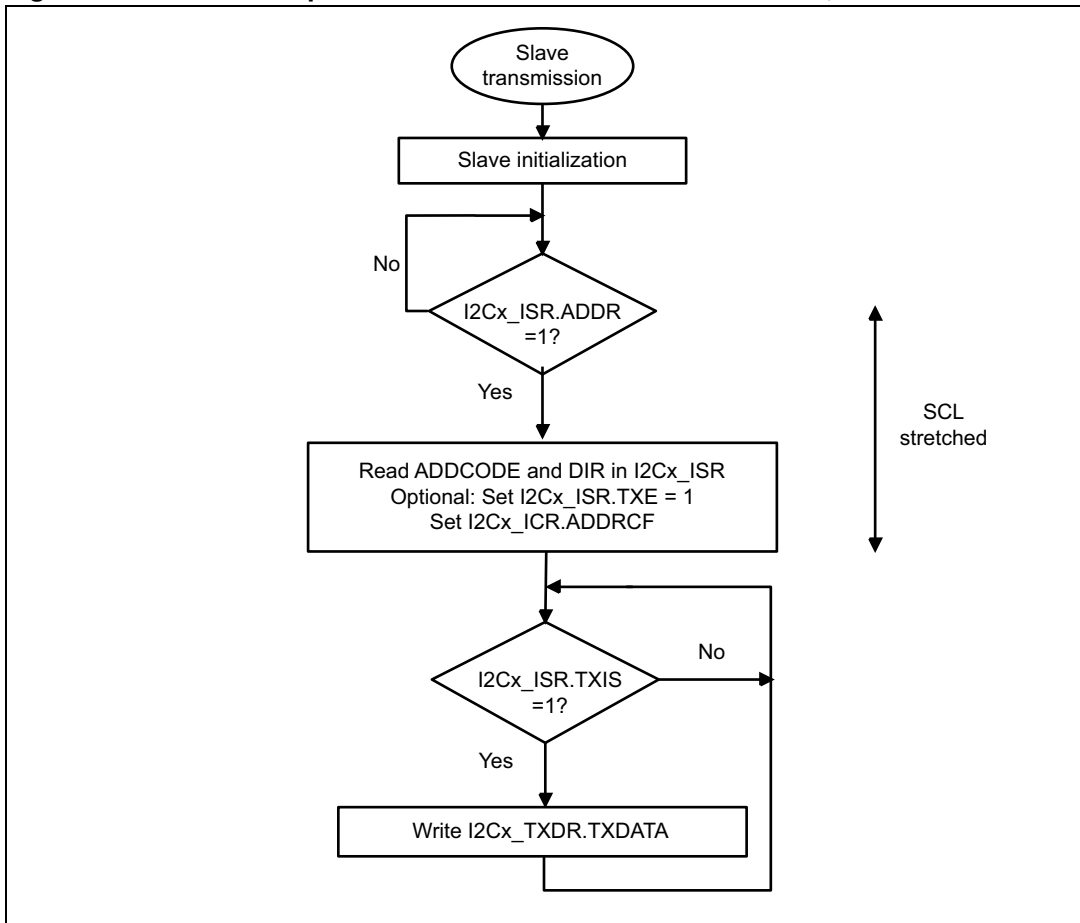 Slave
transmission
Slave initialization
No
I2Cx_ISR.ADDR
=1?
Yes
SCL
stretched
Read ADDCODE and DIR in I2Cx_ISR
Optional: Set I2Cx_ISR.TXE = 1
Set I2Cx_ICR.ADDRCF
No
I2Cx_ISR.TXIS
=1?
Yes
Write I2Cx_TXDR.TXDATA